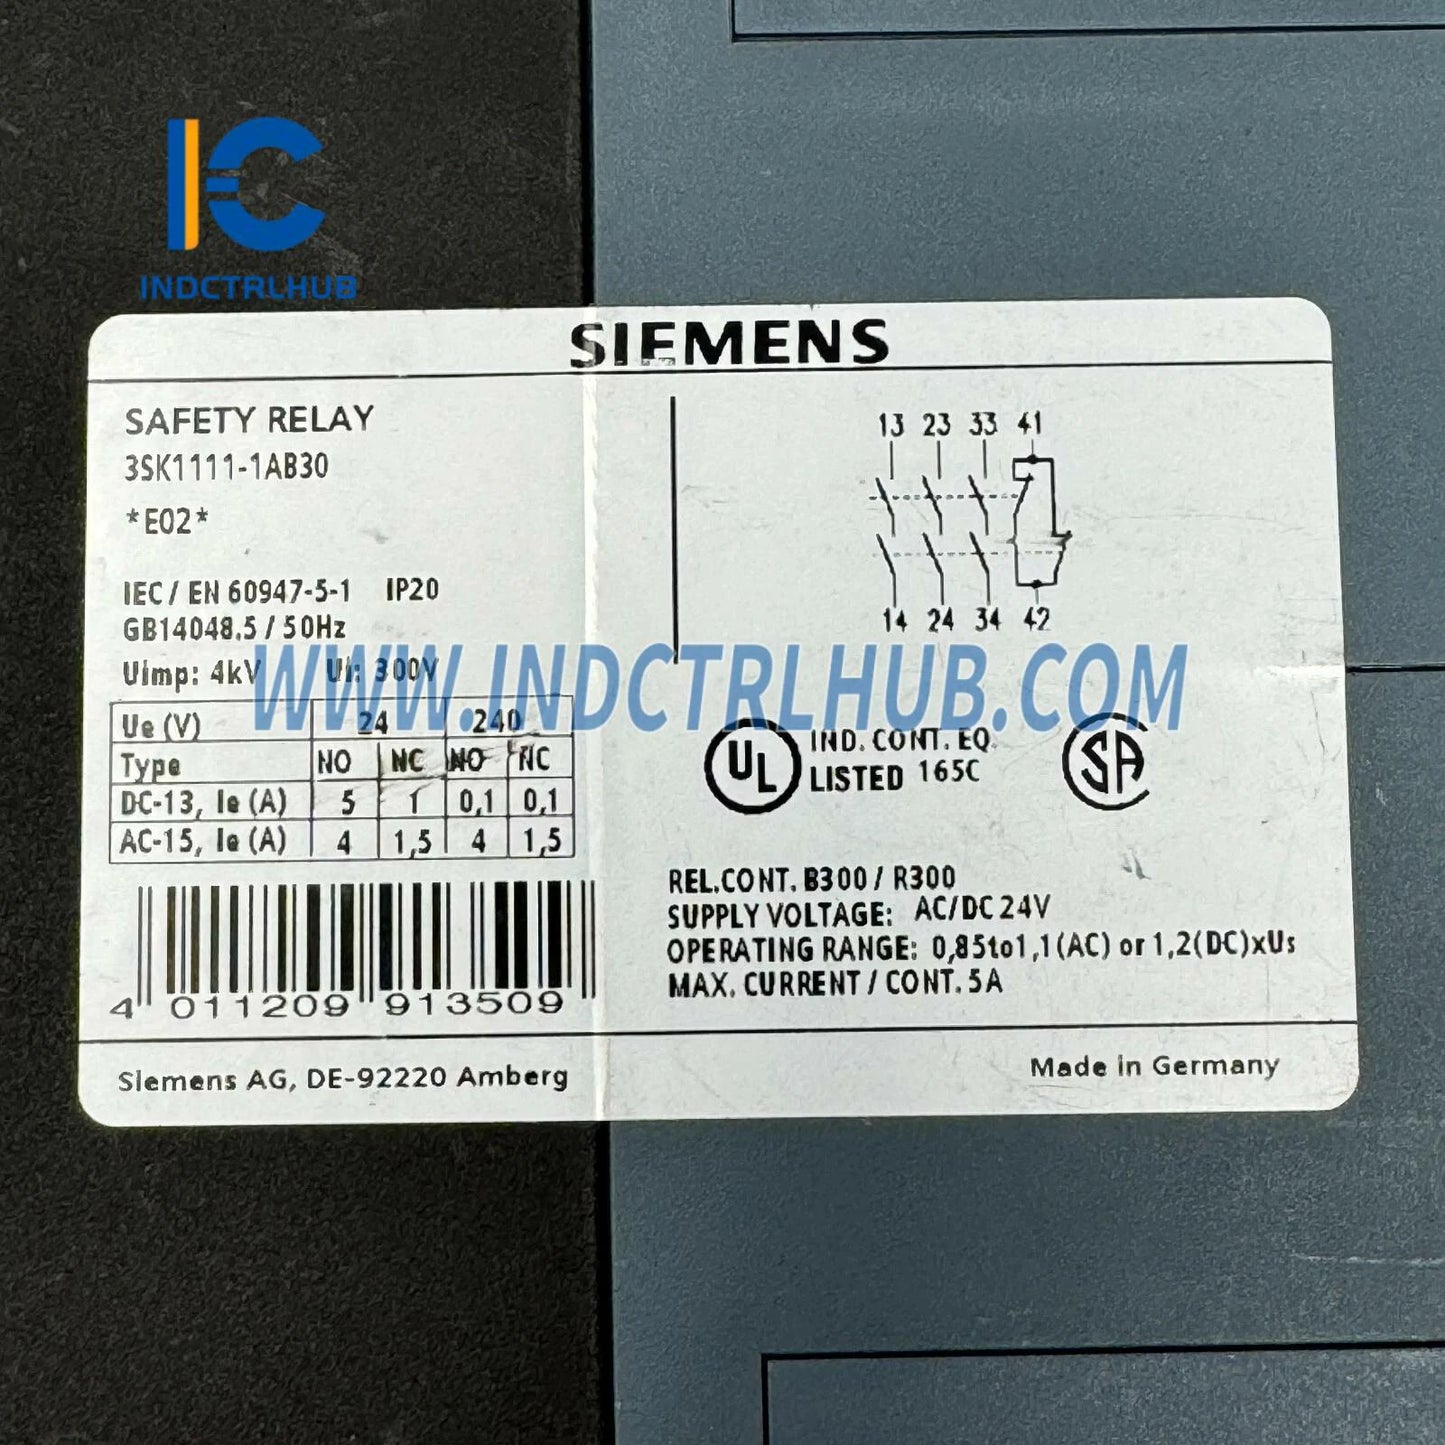 INDCTRLHUB
SIEMENS
SAFETY RELAY
3SK1111-1AB30
*E02*
IEC / EN 60947-5-1 IP20
GB14048.5 / 50Hz
Uimp: 4kV Ui: 300V
13 23 33 41
14 24 34 42
WWW.INDCTRLHUB.COM
Ue (V) 24 240
Type NO NC NO NC
DC-13, Ie (A) 5 1 0,1 0,1
AC-15, Ie (A) 4 1,5 4 1,5
UL IND. CONT. EQ.
LISTED 165C
SA
REL.CONT. B300 / R300
SUPPLY VOLTAGE: AC/DC 24V
OPERATING RANGE: 0,85to1,1(AC) or 1,2(DC)xUs
MAX. CURRENT / CONT. 5A
4 011209 913509
Siemens AG, DE-92220 Amberg
Made in Germany